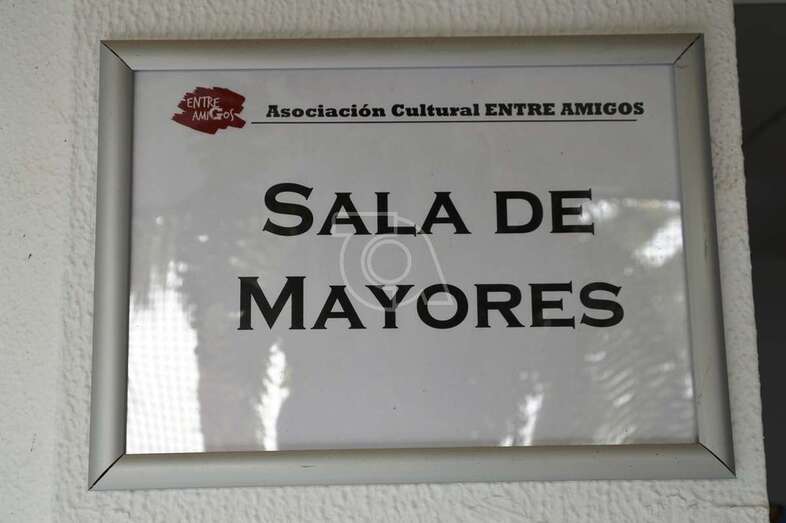 ENTRE
AMIGOS
Asociación Cultural ENTRE AMIGOS
SALA DE
MAYORES